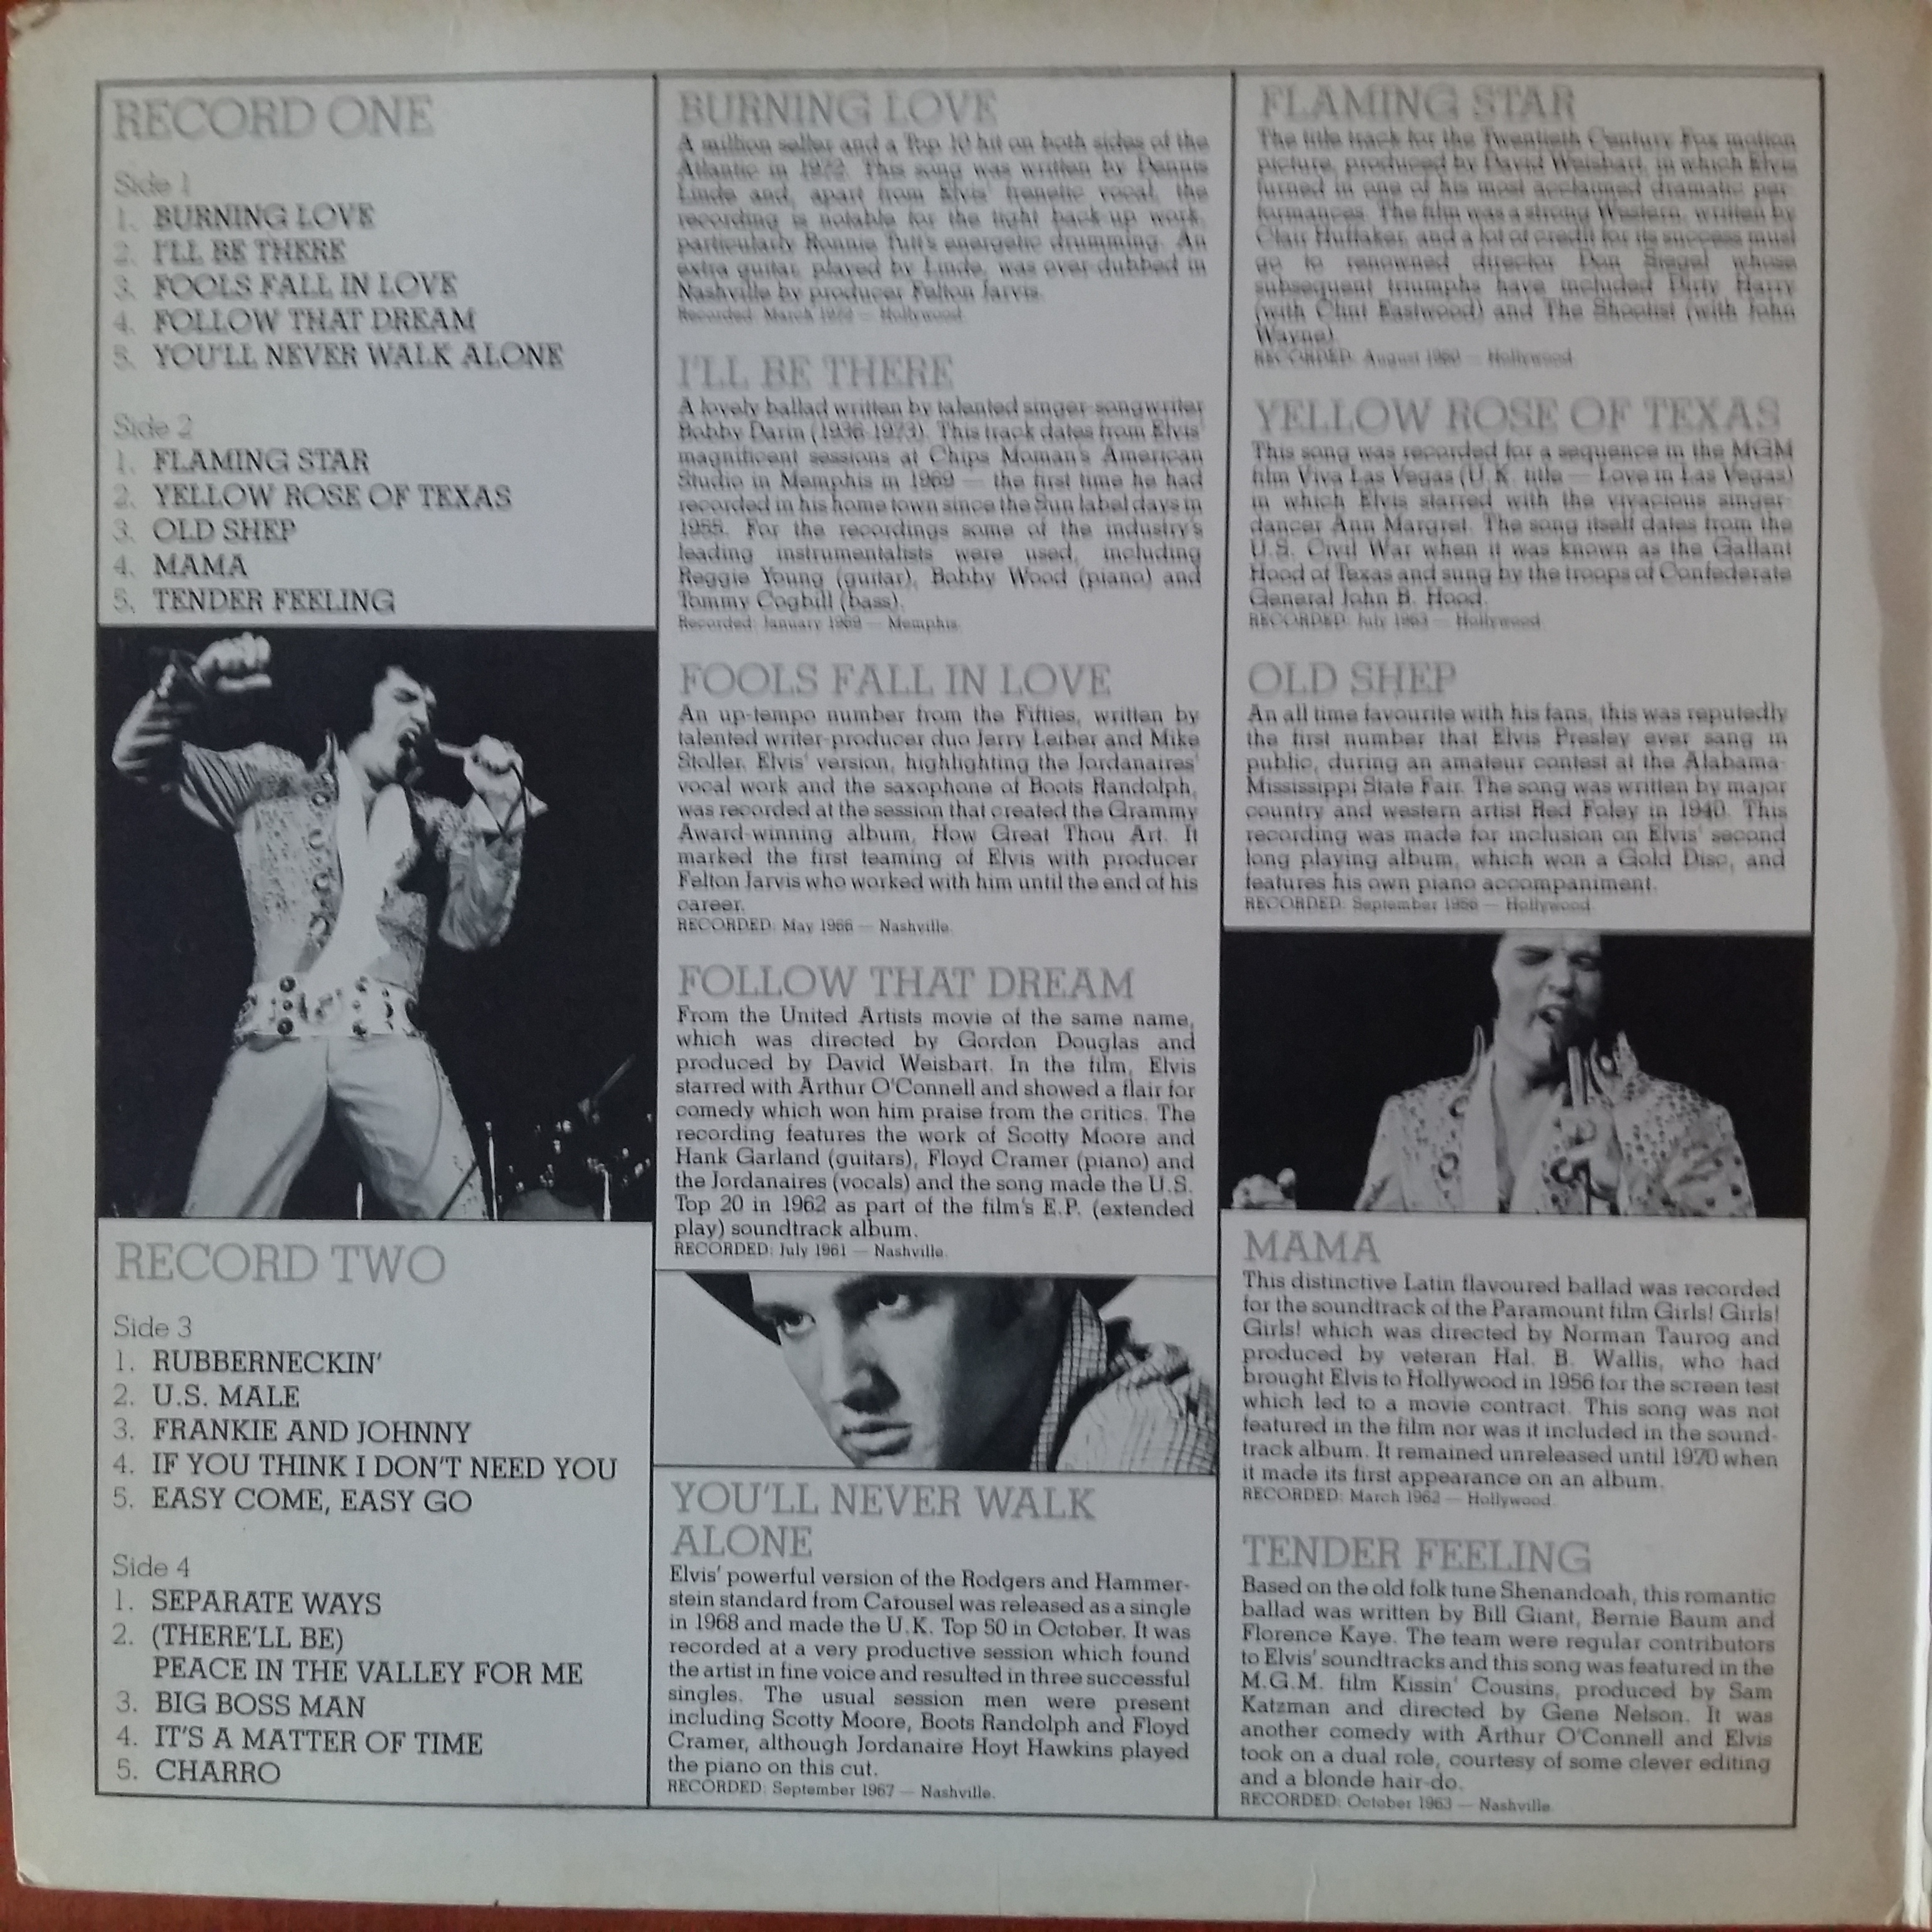 RECORD ONE
Side 1
1. BURNING LOVE
2. I'LL BE THERE
3. FOOLS FALL IN LOVE
4. FOLLOW THAT DREAM
5. YOU'LL NEVER WALK ALONE
Side 2
1. FLAMING STAR
2. YELLOW ROSE OF TEXAS
3. OLD SHEP
4. MAMA
5. TENDER FEELING
RECORD TWO
Side 3
1. RUBBERNECKIN'
2. U.S. MALE
3. FRANKIE AND JOHNNY
4. IF YOU THINK I DON'T NEED YOU
5. EASY COME, EASY GO
Side 4
1. SEPARATE WAYS
2. (THERE'LL BE)
PEACE IN THE VALLEY FOR ME
3. BIG BOSS MAN
4. IT'S A MATTER OF TIME
5. CHARRO
BURNING LOVE
A million seller and a Top 10 hit on both sides of the
Atlantic in 1972. This song was written by Dennis
Linde and, apart from Elvis' frenetic vocal, the
recording is notable for the tight back-up work,
particularly Ronnie Tutt's energetic drumming. An
extra guitar, played by Linde, was over-dubbed in
Nashville by producer Felton Jarvis.
Recorded: March 1972 — Hollywood.
I'LL BE THERE
A lovely ballad written by talented singer-songwriter
Bobby Darin (1936-1973). This track dates from Elvis'
magnificent sessions at Chips Moman's American
Studio in Memphis in 1969 — the first time he had
recorded in his home town since the Sun label days in
1955. For the recordings some of the industry's
leading instrumentalists were used, including
Reggie Young (guitar), Bobby Wood (piano) and
Tommy Cogbill (bass).
Recorded: January 1969 — Memphis.
FOOLS FALL IN LOVE
An up-tempo number from the Fifties, written by
talented writer-producer duo Jerry Leiber and Mike
Stoller. Elvis' version, highlighting the Jordanaires'
vocal work and the saxophone of Boots Randolph,
was recorded at the session that created the Grammy
Award-winning album, How Great Thou Art. It
marked the first teaming of Elvis with producer
Felton Jarvis who worked with him until the end of his
career.
RECORDED: May 1966 — Nashville.
FOLLOW THAT DREAM
From the United Artists movie of the same name,
which was directed by Gordon Douglas and
produced by David Weisbart. In the film, Elvis
starred with Arthur O'Connell and showed a flair for
comedy which won him praise from the critics. The
recording features the work of Scotty Moore and
Hank Garland (guitars), Floyd Cramer (piano) and
the Jordanaires (vocals) and the song made the U.S.
Top 20 in 1962 as part of the film's E.P. (extended
play) soundtrack album.
RECORDED: July 1961 — Nashville.
YOU'LL NEVER WALK
ALONE
Elvis' powerful version of the Rodgers and Hammer-
stein standard from Carousel was released as a single
in 1968 and made the U.K. Top 50 in October. It was
recorded at a very productive session which found
the artist in fine voice and resulted in three successful
singles. The usual session men were present
including Scotty Moore, Boots Randolph and Floyd
Cramer, although Jordanaire Hoyt Hawkins played
the piano on this cut.
RECORDED: September 1967 — Nashville.
FLAMING STAR
The title track for the Twentieth Century Fox motion
picture, produced by David Weisbart, in which Elvis
turned in one of his most acclaimed dramatic per-
formances. The film was a strong Western, written by
Clair Huffaker, and a lot of credit for its success must
go to renowned director Don Siegel whose
subsequent triumphs have included Dirty Harry
(with Clint Eastwood) and The Shootist (with John
Wayne).
RECORDED: August 1960 — Hollywood.
YELLOW ROSE OF TEXAS
This song was recorded for a sequence in the MGM
film Viva Las Vegas (U.K. title — Love in Las Vegas)
in which Elvis starred with the vivacious singer-
dancer Ann Margret. The song itself dates from the
U.S. Civil War when it was known as the Gallant
Hood of Texas and sung by the troops of Confederate
General John B. Hood.
RECORDED: July 1963 — Hollywood.
OLD SHEP
An all time favourite with his fans, this was reputedly
the first number that Elvis Presley ever sang in
public, during an amateur contest at the Alabama-
Mississippi State Fair. The song was written by major
country and western artist Red Foley in 1940. This
recording was made for inclusion on Elvis' second
long playing album, which won a Gold Disc, and
features his own piano accompaniment.
RECORDED: September 1956 — Hollywood.
MAMA
This distinctive Latin flavoured ballad was recorded
for the soundtrack of the Paramount film Girls! Girls!
Girls! which was directed by Norman Taurog and
produced by veteran Hal. B. Wallis, who had
brought Elvis to Hollywood in 1956 for the screen test
which led to a movie contract. This song was not
featured in the film nor was it included in the sound-
track album. It remained unreleased until 1970 when
it made its first appearance on an album.
RECORDED: March 1962 — Hollywood.
TENDER FEELING
Based on the old folk tune Shenandoah, this romantic
ballad was written by Bill Giant, Bernie Baum and
Florence Kaye. The team were regular contributors
to Elvis' soundtracks and this song was featured in the
M.G.M. film Kissin' Cousins, produced by Sam
Katzman and directed by Gene Nelson. It was
another comedy with Arthur O'Connell and Elvis
took on a dual role, courtesy of some clever editing
and a blonde hair-do.
RECORDED: October 1963 — Nashville.